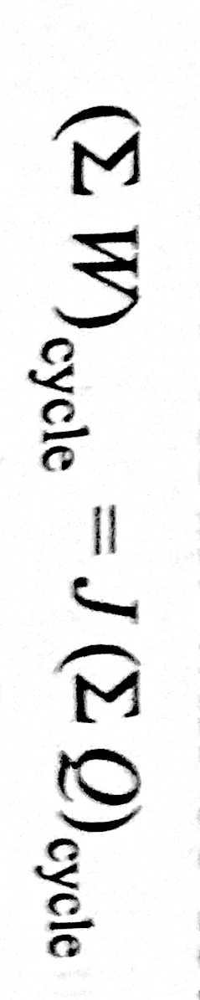 (Σ W)cycle = J (Σ Q)cycle